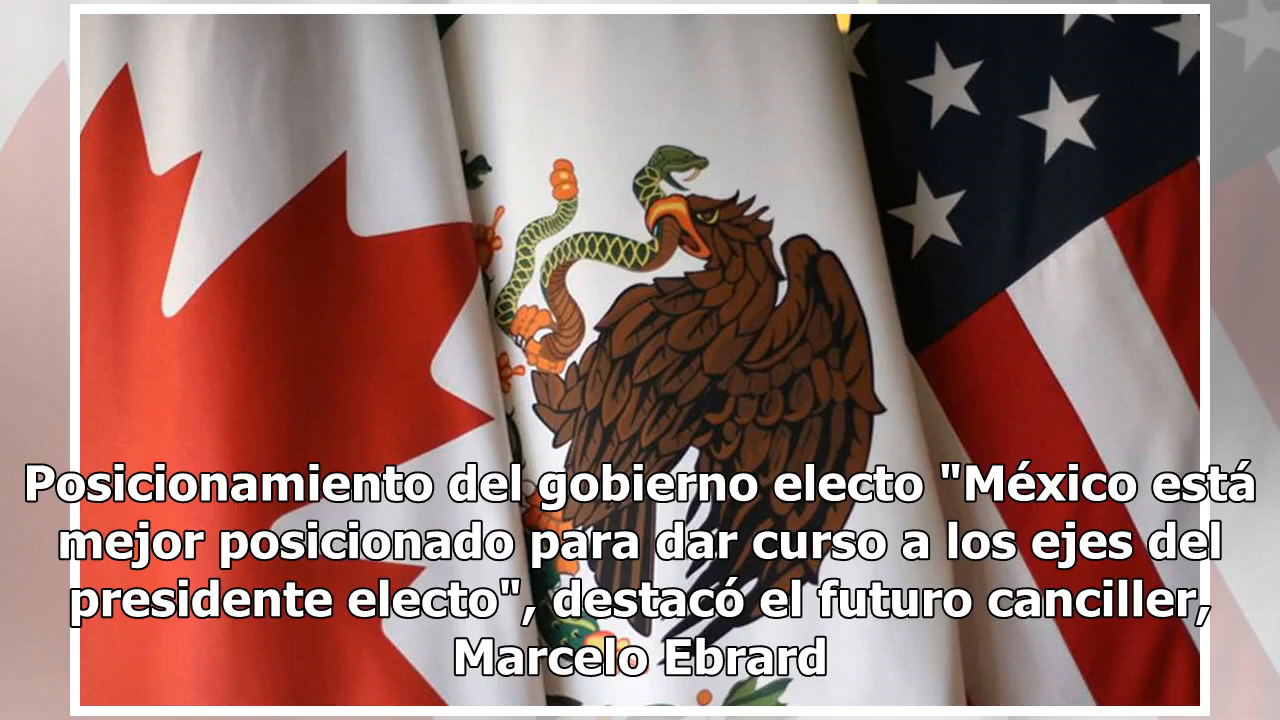 Posicionamiento del gobierno electo "México está
mejor posicionado para dar curso a los ejes del
presidente electo", destacó el futuro canciller,
Marcelo Ebrard